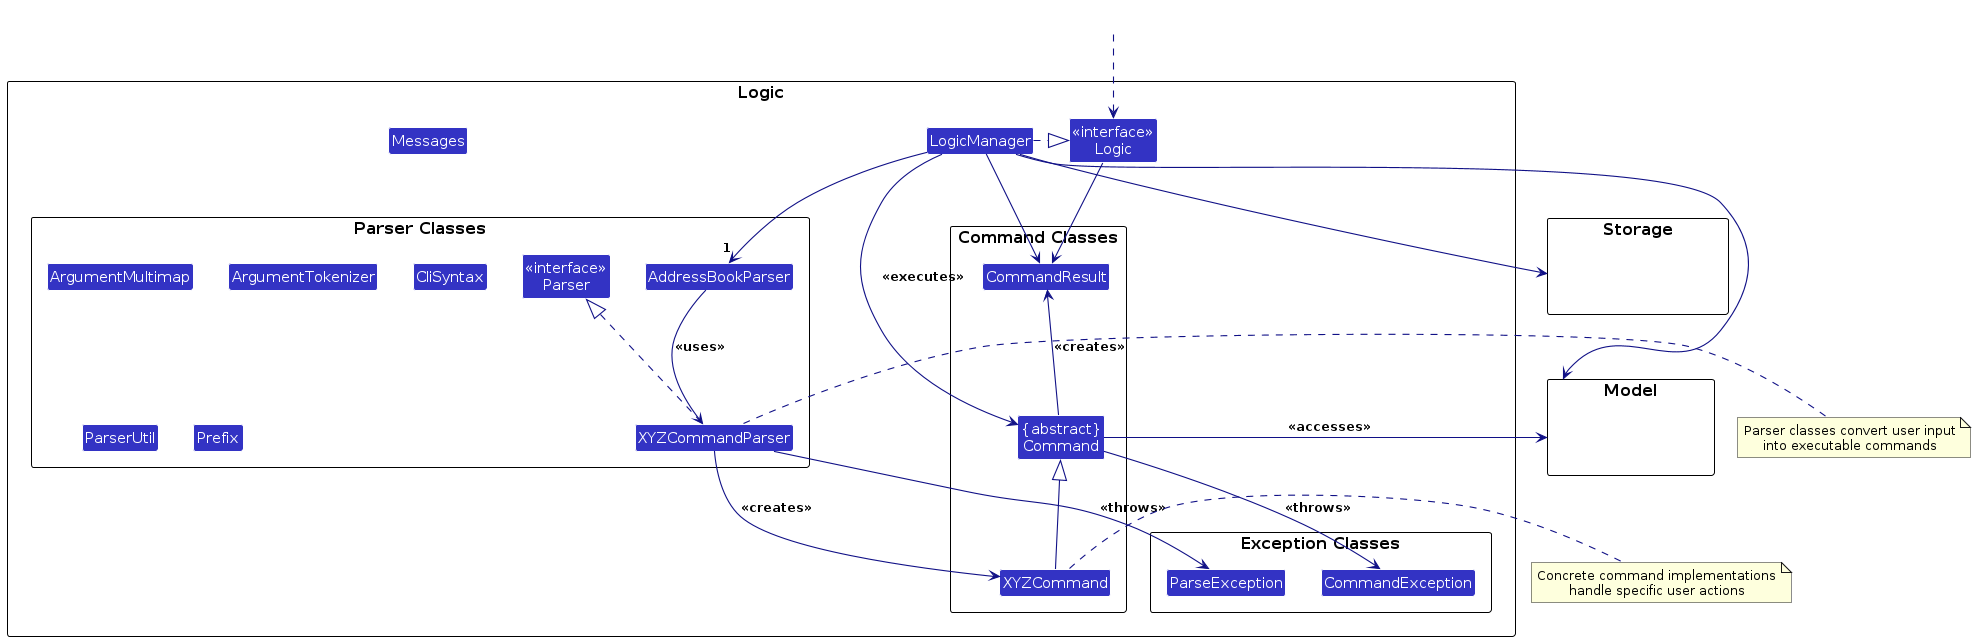 Logic
Messages
LogicManager
«interface»
Logic
Parser Classes
Command Classes
Storage
1
ArgumentMultimap
ArgumentTokenizer
CliSyntax
«interface»
Parser
AddressBookParser
«executes»
CommandResult
«uses»
«creates»
Model
ParserUtil
Prefix
XYZCommandParser
{abstract}
Command
«accesses»
Parser classes convert user input
into executable commands
«creates»
«throws»
«throws»
Exception Classes
XYZCommand
ParseException
CommandException
Concrete command implementations
handle specific user actions